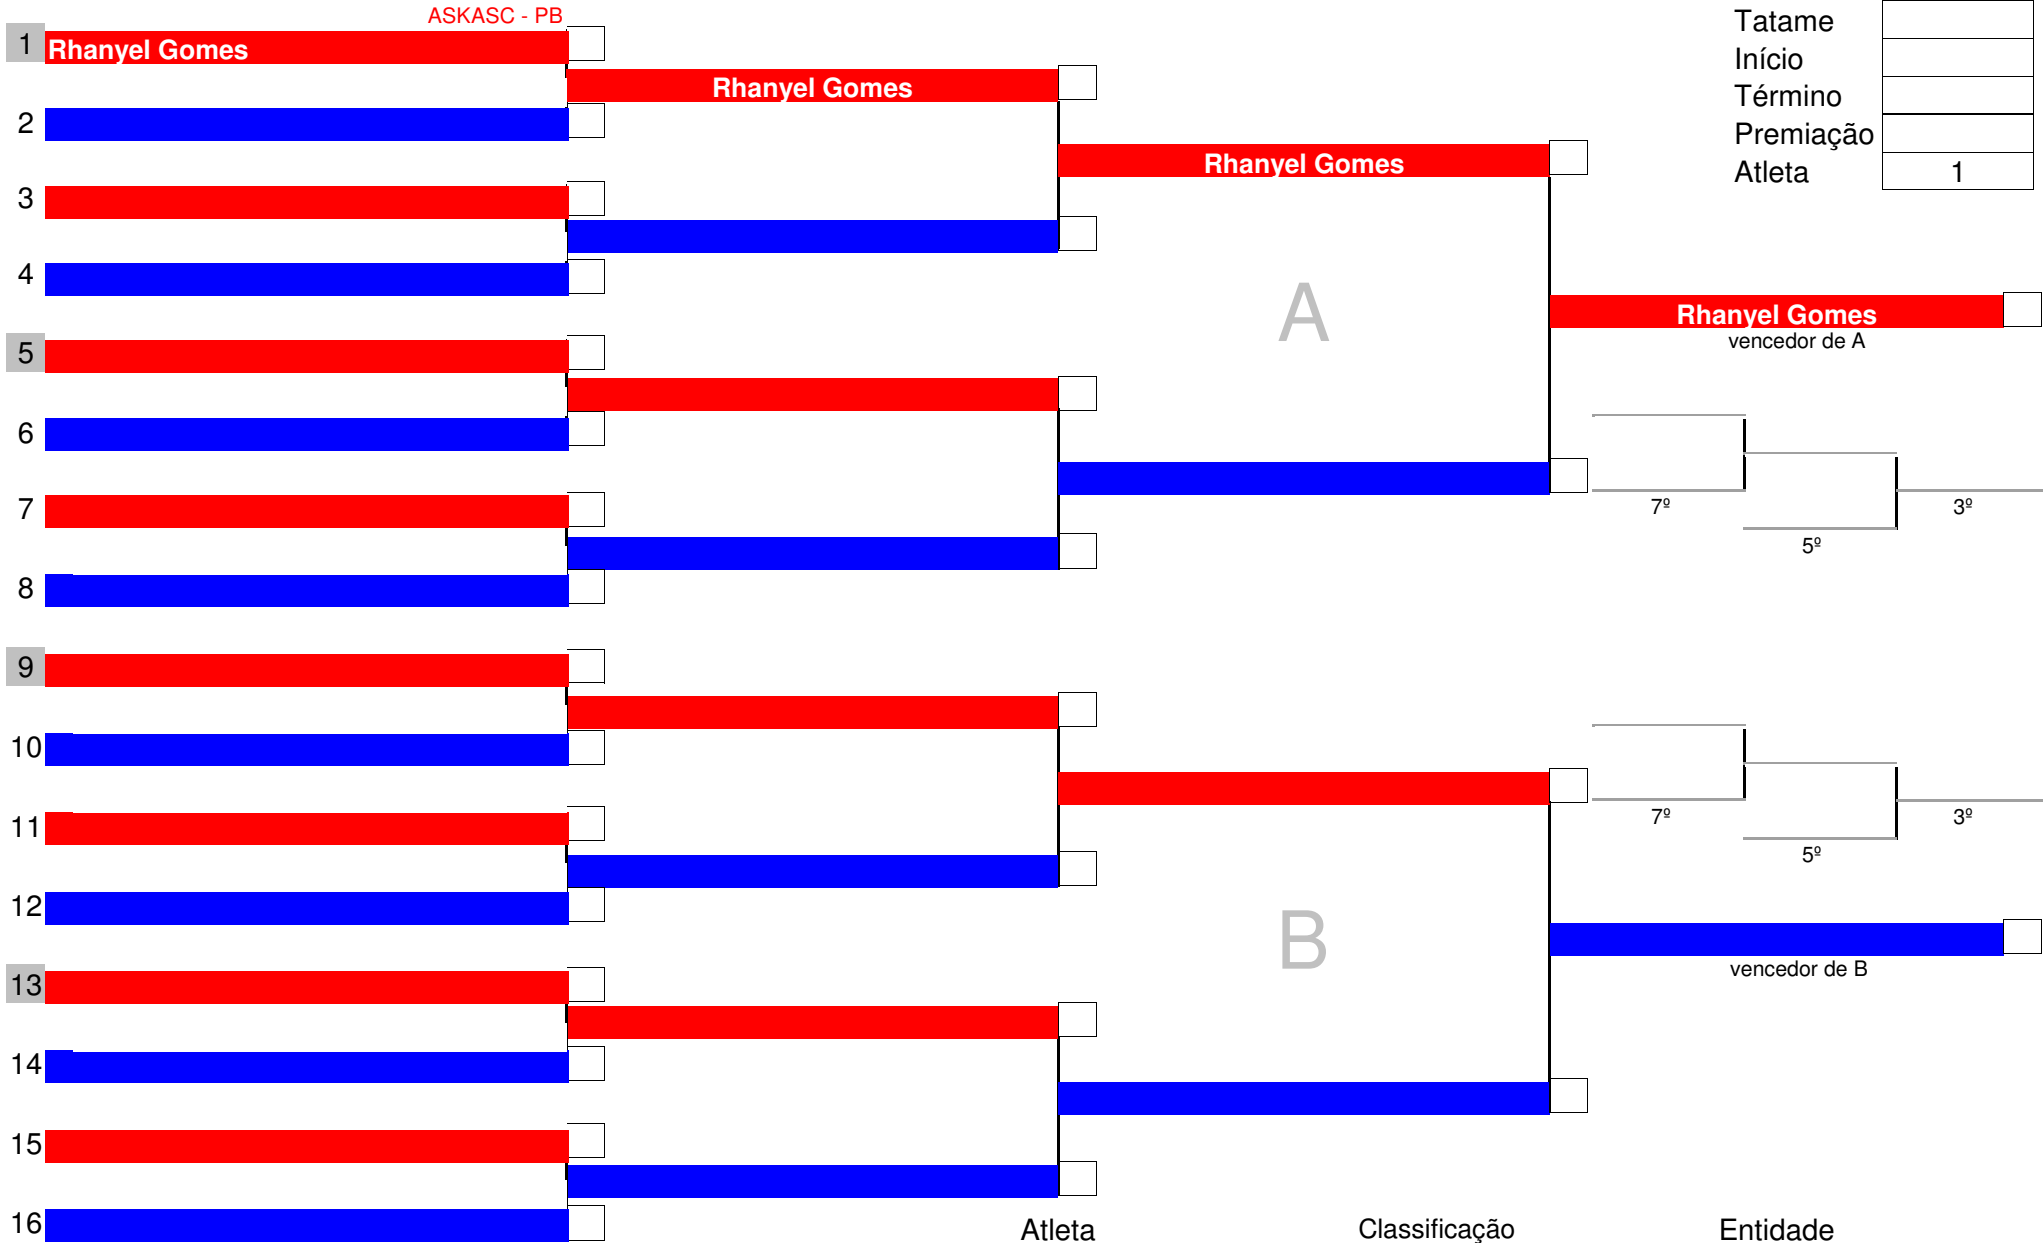 ASKASC - PB
Tatame
Início
Término
Premiação
Atleta 1
1 Rhanyel Gomes
Rhanyel Gomes
2
Rhanyel Gomes
3
4
A
Rhanyel Gomes
vencedor de A
5
6
7
7º 3º
5º
8
9
10
11
7º 3º
5º
12
B
vencedor de B
13
14
15
16
Atleta Classificação Entidade